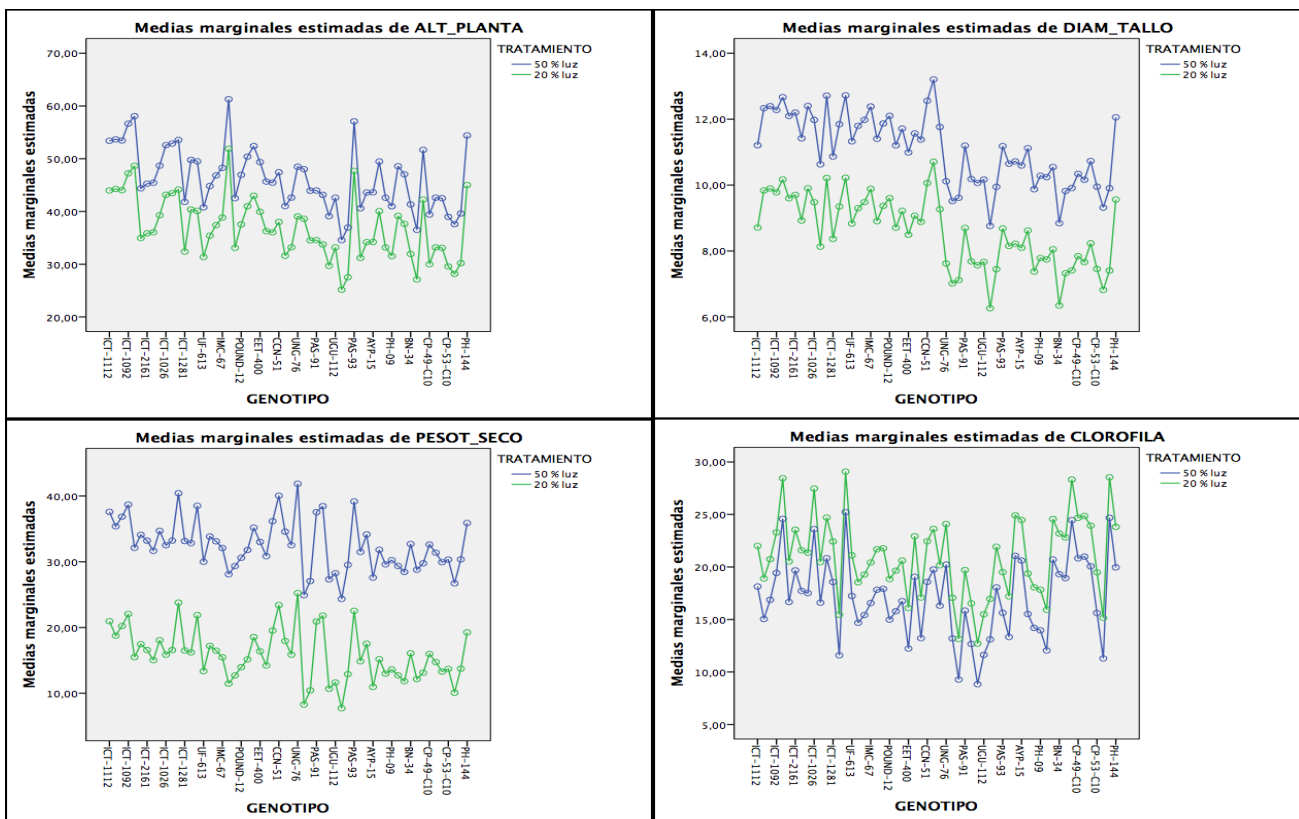 Medias marginales estimadas de ALT_PLANTA
TRATAMIENTO
50 % luz
20 % luz
Medias marginales estimadas
70,00
60,00
50,00
40,00
30,00
20,00
ICT-1112
ICT-1092
ICT-2161
ICT-1026
ICT-1281
UF-613
IMC-67
POUND-12
EET-400
CCN-51
UNG-76
PAS-91
UGU-112
PAS-93
AYP-15
PH-09
BN-34
CP-49-C10
CP-53-C10
PH-144
GENOTIPO
Medias marginales estimadas de DIAM_TALLO
TRATAMIENTO
50 % luz
20 % luz
Medias marginales estimadas
14,00
12,00
10,00
8,00
6,00
ICT-1112
ICT-1092
ICT-2161
ICT-1026
ICT-1281
UF-613
IMC-67
POUND-12
EET-400
CCN-51
UNG-76
PAS-91
UGU-112
PAS-93
AYP-15
PH-09
BN-34
CP-49-C10
CP-53-C10
PH-144
GENOTIPO
Medias marginales estimadas de PESOT_SECO
TRATAMIENTO
50 % luz
20 % luz
Medias marginales estimadas
40,00
30,00
20,00
10,00
ICT-1112
ICT-1092
ICT-2161
ICT-1026
ICT-1281
UF-613
IMC-67
POUND-12
EET-400
CCN-51
UNG-76
PAS-91
UGU-112
PAS-93
AYP-15
PH-09
BN-34
CP-49-C10
CP-53-C10
PH-144
GENOTIPO
Medias marginales estimadas de CLOROFILA
TRATAMIENTO
50 % luz
20 % luz
Medias marginales estimadas
30,00
25,00
20,00
15,00
10,00
5,00
ICT-1112
ICT-1092
ICT-2161
ICT-1026
ICT-1281
UF-613
IMC-67
POUND-12
EET-400
CCN-51
UNG-76
PAS-91
UGU-112
PAS-93
AYP-15
PH-09
BN-34
CP-49-C10
CP-53-C10
PH-144
GENOTIPO